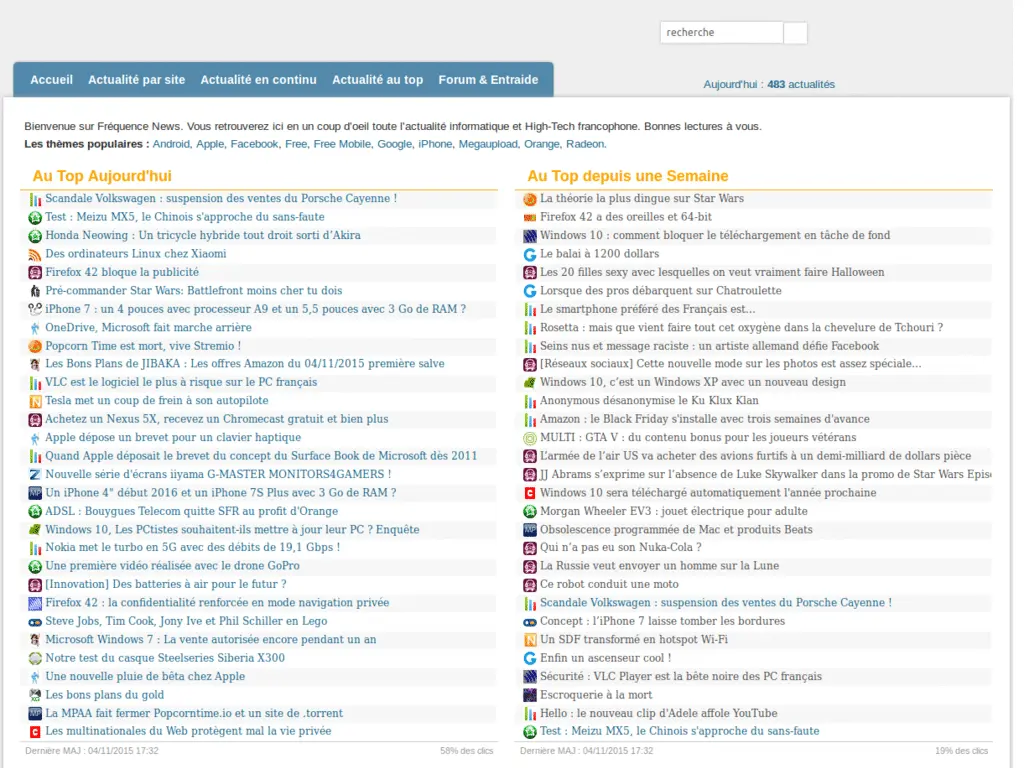 recherche
Accueil Actualité par site Actualité en continu Actualité au top Forum & Entraide
Aujourd'hui : 483 actualités
Bienvenue sur Fréquence News. Vous retrouverez ici en un coup d'oeil toute l'actualité informatique et High-Tech francophone. Bonnes lectures à vous.
Les thèmes populaires : Android, Apple, Facebook, Free, Free Mobile, Google, iPhone, Megaupload, Orange, Radeon.
Au Top Aujourd'hui
Scandale Volkswagen : suspension des ventes du Porsche Cayenne !
Test : Meizu MX5, le Chinois s'approche du sans-faute
Honda Neowing : Un tricycle hybride tout droit sorti d’Akira
Des ordinateurs Linux chez Xiaomi
Firefox 42 bloque la publicité
Pré-commander Star Wars: Battlefront moins cher tu dois
iPhone 7 : un 4 pouces avec processeur A9 et un 5,5 pouces avec 3 Go de RAM ?
OneDrive, Microsoft fait marche arrière
Popcorn Time est mort, vive Stremio !
Les Bons Plans de JIBAKA : Les offres Amazon du 04/11/2015 première salve
VLC est le logiciel le plus à risque sur le PC français
Tesla met un coup de frein à son autopilote
Achetez un Nexus 5X, recevez un Chromecast gratuit et bien plus
Apple dépose un brevet pour un clavier haptique
Quand Apple déposait le brevet du concept du Surface Book de Microsoft dès 2011
Nouvelle série d'écrans iiyama G-MASTER MONITORS4GAMERS !
Un iPhone 4" début 2016 et un iPhone 7S Plus avec 3 Go de RAM ?
ADSL : Bouygues Telecom quitte SFR au profit d'Orange
Windows 10, Les PCtistes souhaitent-ils mettre à jour leur PC ? Enquête
Nokia met le turbo en 5G avec des débits de 19,1 Gbps !
Une première vidéo réalisée avec le drone GoPro
[Innovation] Des batteries à air pour le futur ?
Firefox 42 : la confidentialité renforcée en mode navigation privée
Steve Jobs, Tim Cook, Jony Ive et Phil Schiller en Lego
Microsoft Windows 7 : La vente autorisée encore pendant un an
Notre test du casque Steelseries Siberia X300
Une nouvelle pluie de bêta chez Apple
Les bons plans du gold
La MPAA fait fermer Popcorntime.io et un site de .torrent
Les multinationales du Web protègent mal la vie privée
Dernière MAJ : 04/11/2015 17:32 58% des clics
Au Top depuis une Semaine
La théorie la plus dingue sur Star Wars
Firefox 42 a des oreilles et 64-bit
Windows 10 : comment bloquer le téléchargement en tâche de fond
Le balai à 1200 dollars
Les 20 filles sexy avec lesquelles on veut vraiment faire Halloween
Lorsque des pros débarquent sur Chatroulette
Le smartphone préféré des Français est...
Rosetta : mais que vient faire tout cet oxygène dans la chevelure de Tchouri ?
Seins nus et message raciste : un artiste allemand défie Facebook
[Réseaux sociaux] Cette nouvelle mode sur les photos est assez spéciale...
Windows 10, c’est un Windows XP avec un nouveau design
Anonymous désanonymise le Ku Klux Klan
Amazon : le Black Friday s'installe avec trois semaines d'avance
MULTI : GTA V : du contenu bonus pour les joueurs vétérans
L’armée de l’air US va acheter des avions furtifs à un demi-milliard de dollars pièce
JJ Abrams s’exprime sur l’absence de Luke Skywalker dans la promo de Star Wars Epis
Windows 10 sera téléchargé automatiquement l'année prochaine
Morgan Wheeler EV3 : jouet électrique pour adulte
Obsolescence programmée de Mac et produits Beats
Qui n’a pas eu son Nuka-Cola ?
La Russie veut envoyer un homme sur la Lune
Ce robot conduit une moto
Scandale Volkswagen : suspension des ventes du Porsche Cayenne !
Concept : l’iPhone 7 laisse tomber les bordures
Un SDF transformé en hotspot Wi-Fi
Enfin un ascenseur cool !
Sécurité : VLC Player est la bête noire des PC français
Escroquerie à la mort
Hello : le nouveau clip d'Adele affole YouTube
Test : Meizu MX5, le Chinois s'approche du sans-faute
Dernière MAJ : 04/11/2015 17:32 19% des clics